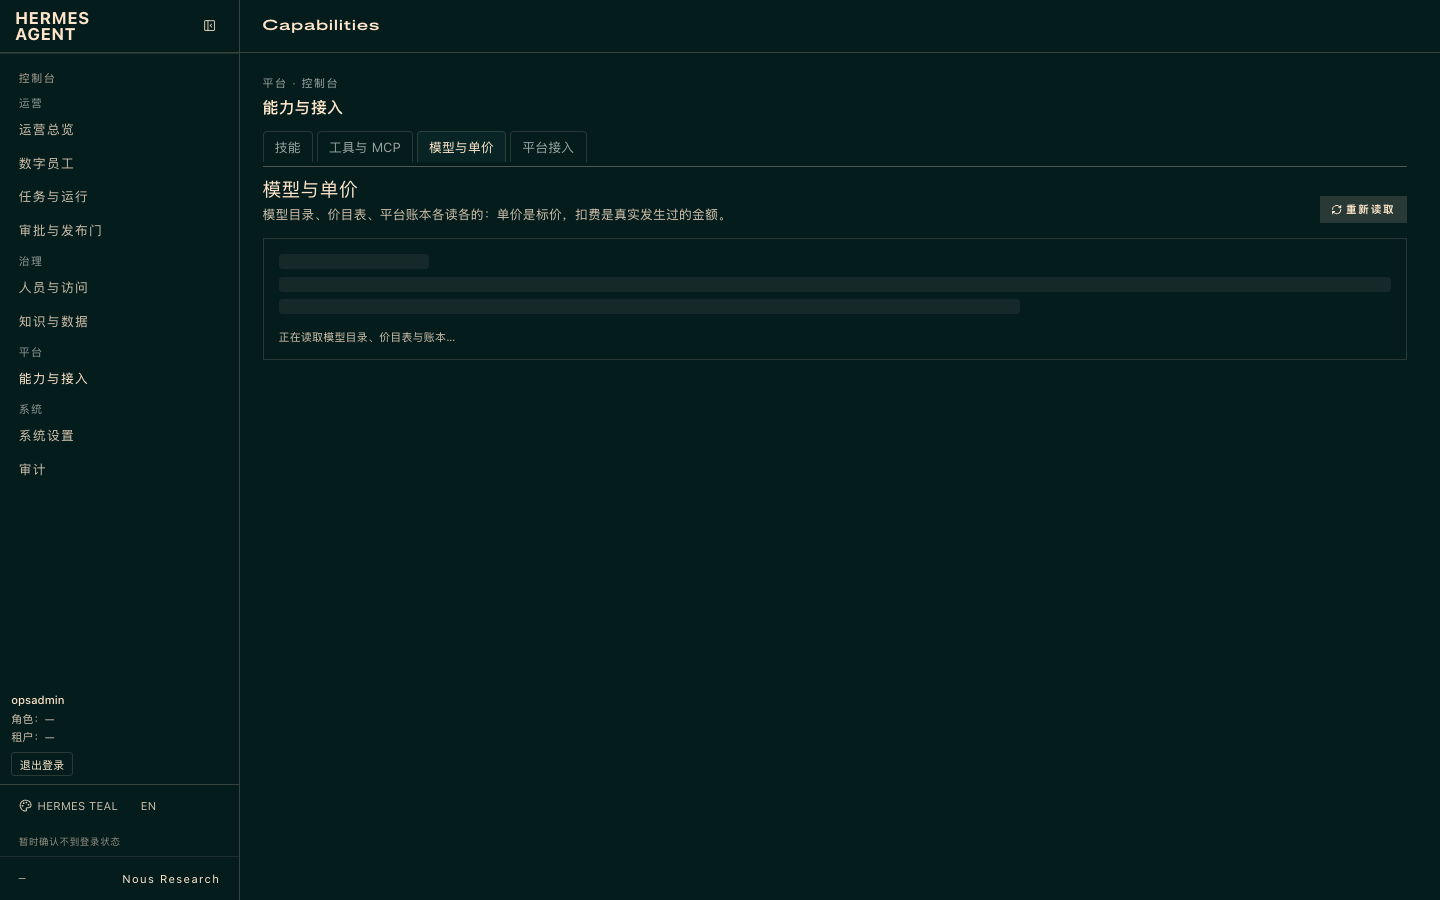 HERMES
AGENT
Capabilities
控制台
运营
运营总览
数字员工
任务与运行
审批与发布门
治理
人员与访问
知识与数据
平台
能力与接入
系统
系统设置
审计
opsadmin
角色：—
租户：—
退出登录
HERMES TEAL EN
暂时确认不到登录状态
— Nous Research
平台 · 控制台
能力与接入
技能 工具与 MCP 模型与单价 平台接入
模型与单价
模型目录、价目表、平台账本各读各的：单价是标价，扣费是真实发生过的金额。
重新读取
正在读取模型目录、价目表与账本…